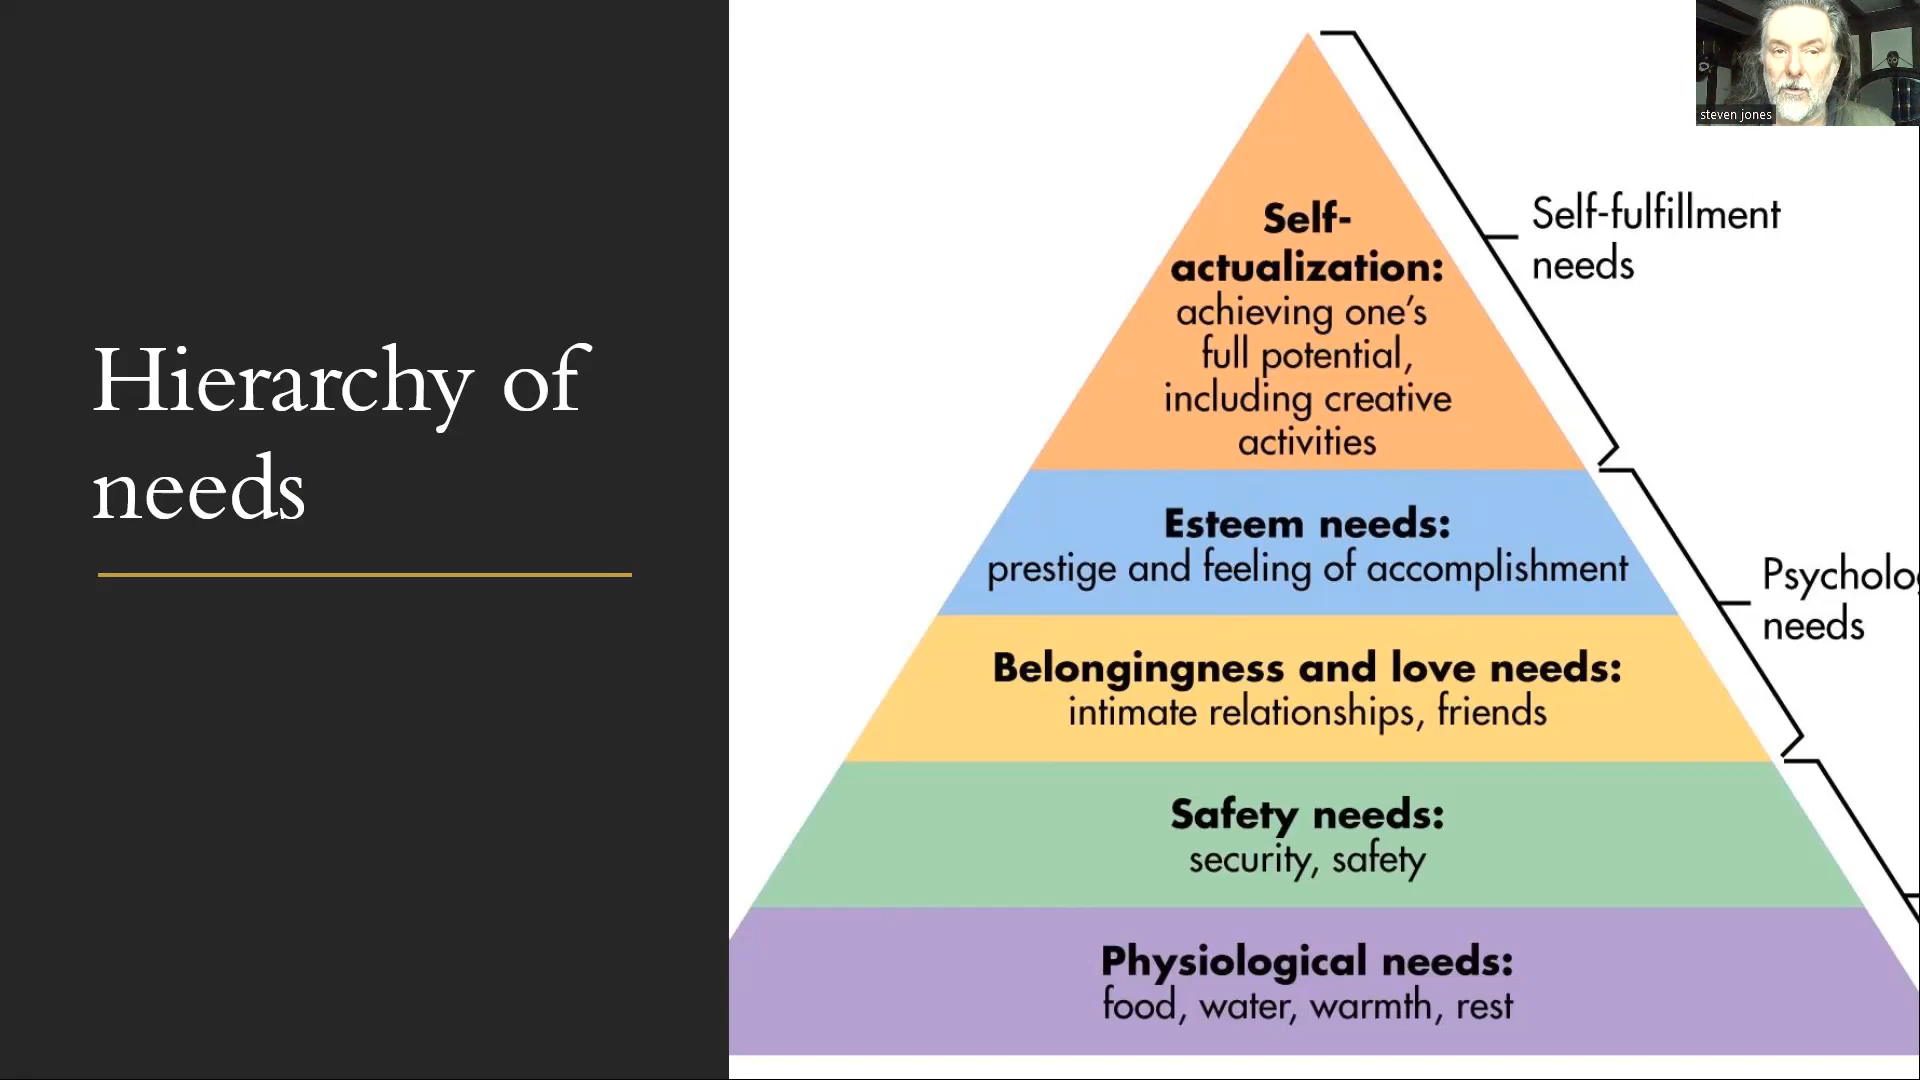 Hierarchy of
needs
Self-
actualization:
achieving one's
full potential,
including creative
activities
Esteem needs:
prestige and feeling of accomplishment
Belongingness and love needs:
intimate relationships, friends
Safety needs:
security, safety
Physiological needs:
food, water, warmth, rest
Self-fulfillment
needs
Psycholog
needs
steven jones